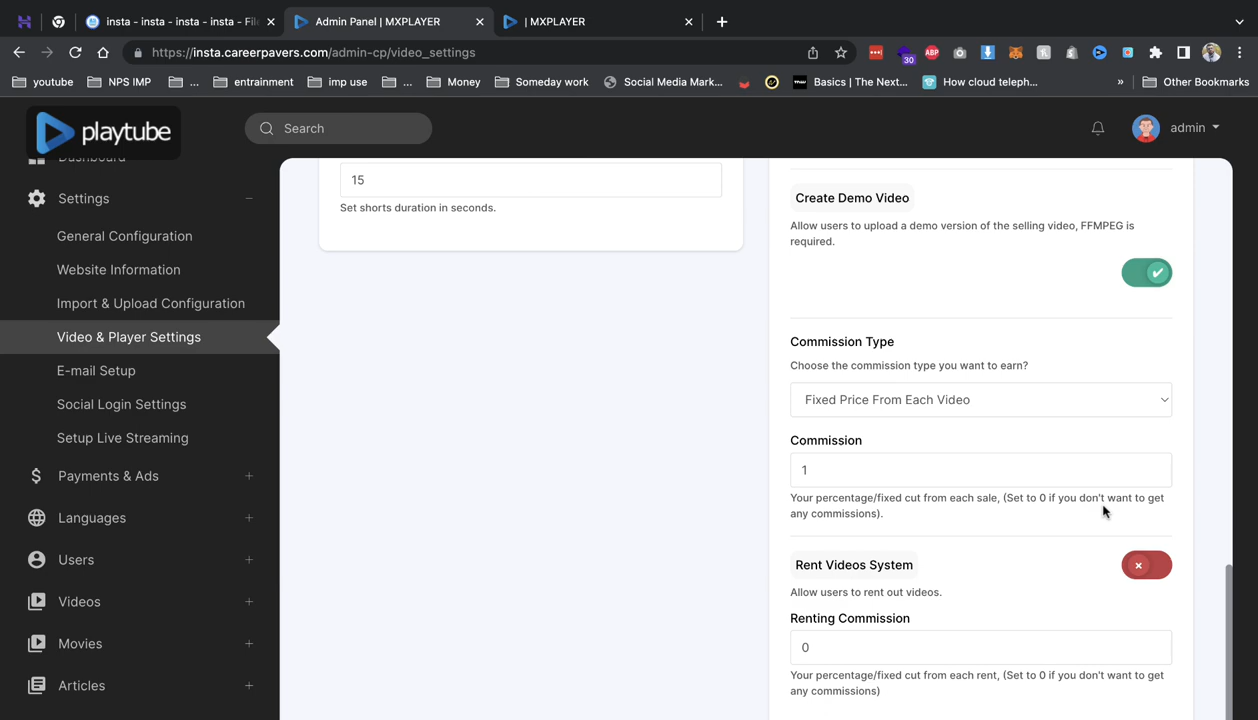 insta - insta - insta - insta - Fil
Admin Panel | MXPLAYER
| MXPLAYER
https://insta.careerpavers.com/admin-cp/video_settings
ABP
30
youtube
NPS IMP
...
entrainment
imp use
...
Money
Someday work
Social Media Mark...
Basics | The Next...
How cloud teleph...
»
Other Bookmarks
playtube
Search
admin
Dashboard
Settings
General Configuration
Website Information
Import & Upload Configuration
Video & Player Settings
E-mail Setup
Social Login Settings
Setup Live Streaming
Payments & Ads
Languages
Users
Videos
Movies
Articles
15
Set shorts duration in seconds.
Create Demo Video
Allow users to upload a demo version of the selling video, FFMPEG is
required.
Commission Type
Choose the commission type you want to earn?
Fixed Price From Each Video
Commission
1
Your percentage/fixed cut from each sale, (Set to 0 if you don't want to get
any commissions).
Rent Videos System
Allow users to rent out videos.
Renting Commission
0
Your percentage/fixed cut from each rent, (Set to 0 if you don't want to get
any commissions)